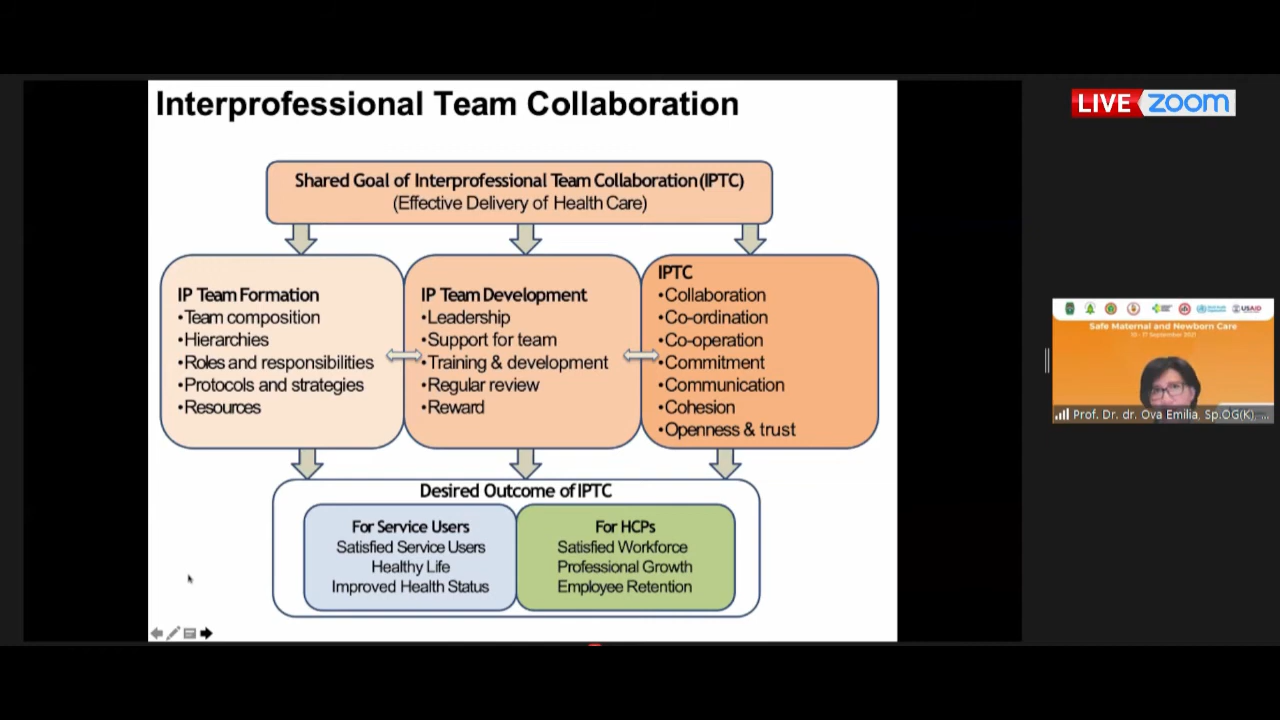 Interprofessional Team Collaboration
Shared Goal of Interprofessional Team Collaboration(IPTC)
(Effective Delivery of Health Care)
IP Team Formation
•Team composition
•Hierarchies
•Roles and responsibilities
•Protocols and strategies
•Resources
IP Team Development
•Leadership
•Support for team
•Training & development
•Regular review
•Reward
IPTC
•Collaboration
•Co-ordination
•Co-operation
•Commitment
•Communication
•Cohesion
•Openness & trust
Desired Outcome of IPTC
For Service Users
Satisfied Service Users
Healthy Life
Improved Health Status
For HCPs
Satisfied Workforce
Professional Growth
Employee Retention
LIVE zoom
USAID
Safe Maternal and Newborn Care
September 2021
Prof. Dr. dr. Ova Emilia, Sp.OG(K), ...